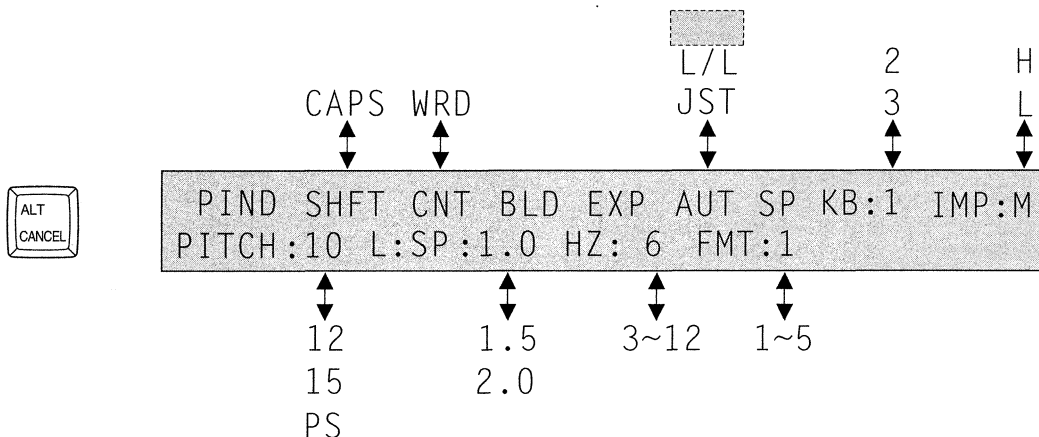 L/L 2 H
CAPS WRD JST 3 L
ALT
CANCEL
PIND SHFT CNT BLD EXP AUT SP KB:1 IMP:M
PITCH:10 L:SP:1.0 HZ: 6 FMT:1
12 1.5 3~12 1~5
15 2.0
PS